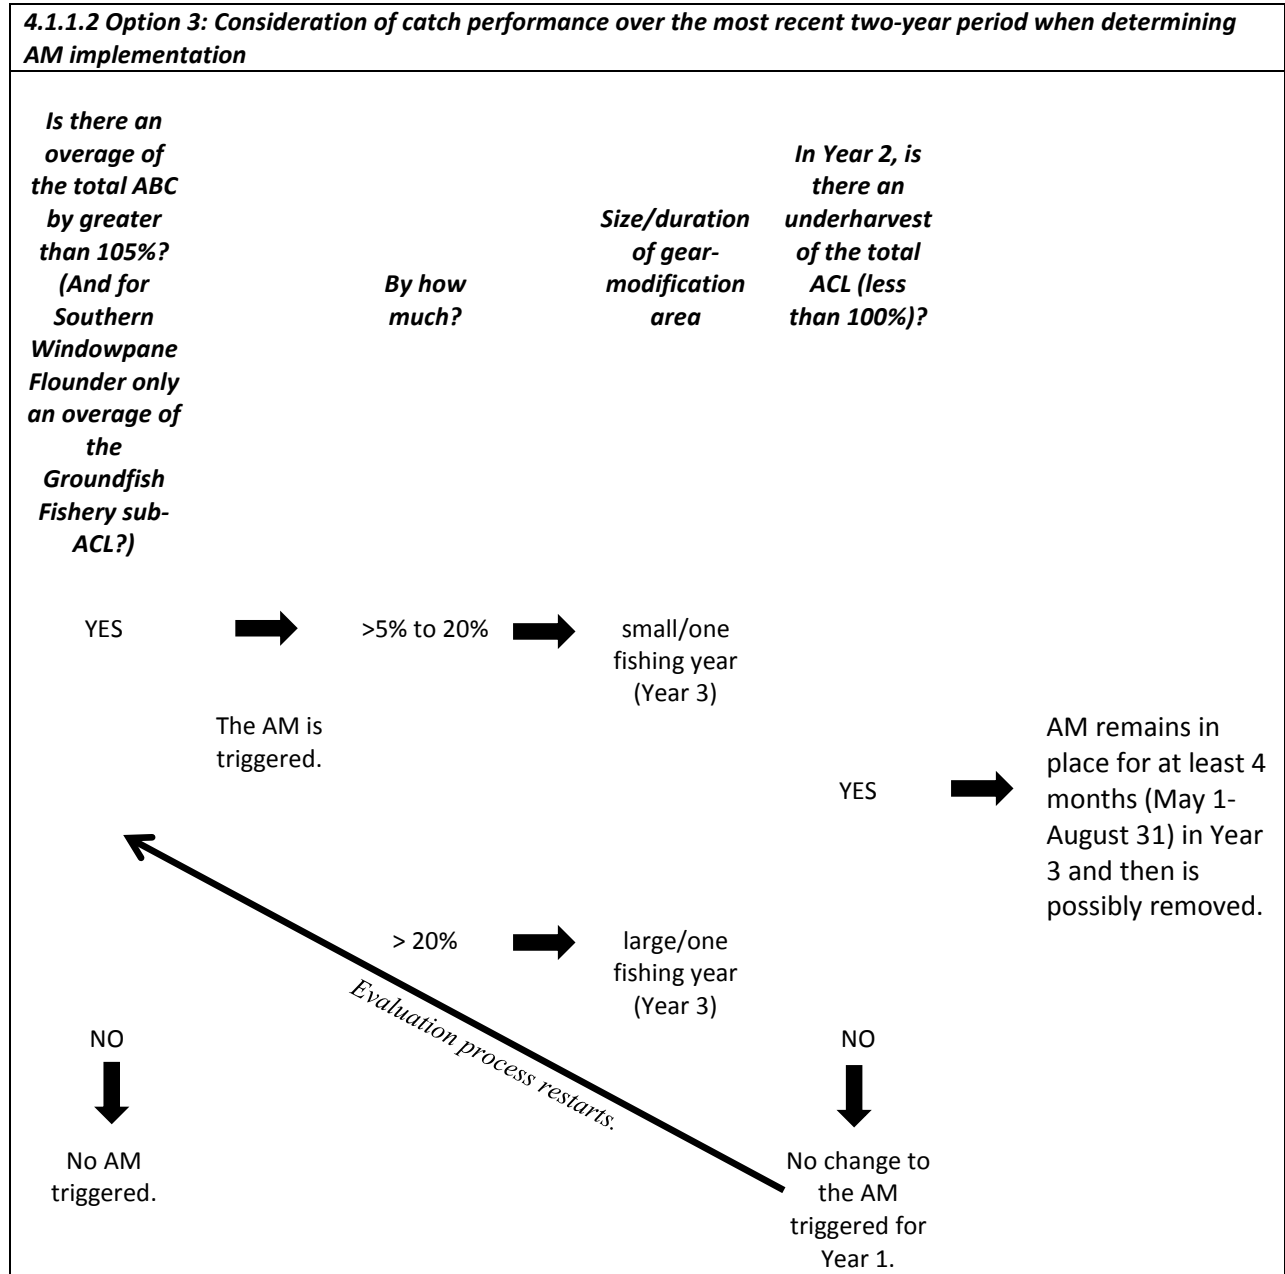 4.1.1.2 Option 3: Consideration of catch performance over the most recent two-year period when determining
AM implementation
Is there an
overage of
the total ABC
by greater
than 105%?
(And for
Southern
Windowpane
Flounder only
an overage of
the
Groundfish
Fishery sub-
ACL?)
By how
much?
Size/duration
of gear-
modification
area
In Year 2, is
there an
underharvest
of the total
ACL (less
than 100%)?
YES
>5% to 20%
small/one
fishing year
(Year 3)
The AM is
triggered.
YES
AM remains in
place for at least 4
months (May 1-
August 31) in Year
3 and then is
possibly removed.
> 20%
large/one
fishing year
(Year 3)
Evaluation process restarts.
NO
No AM
triggered.
NO
No change to
the AM
triggered for
Year 1.